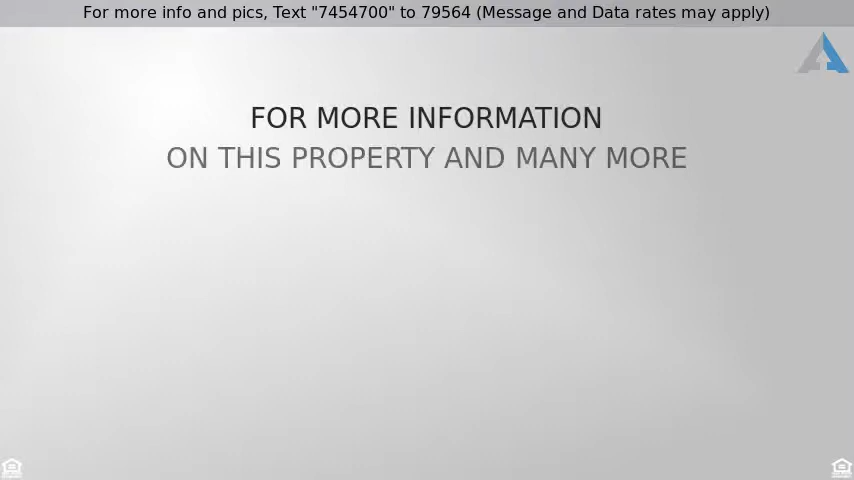 For more info and pics, Text "7454700" to 79564 (Message and Data rates may apply)
FOR MORE INFORMATION
ON THIS PROPERTY AND MANY MORE